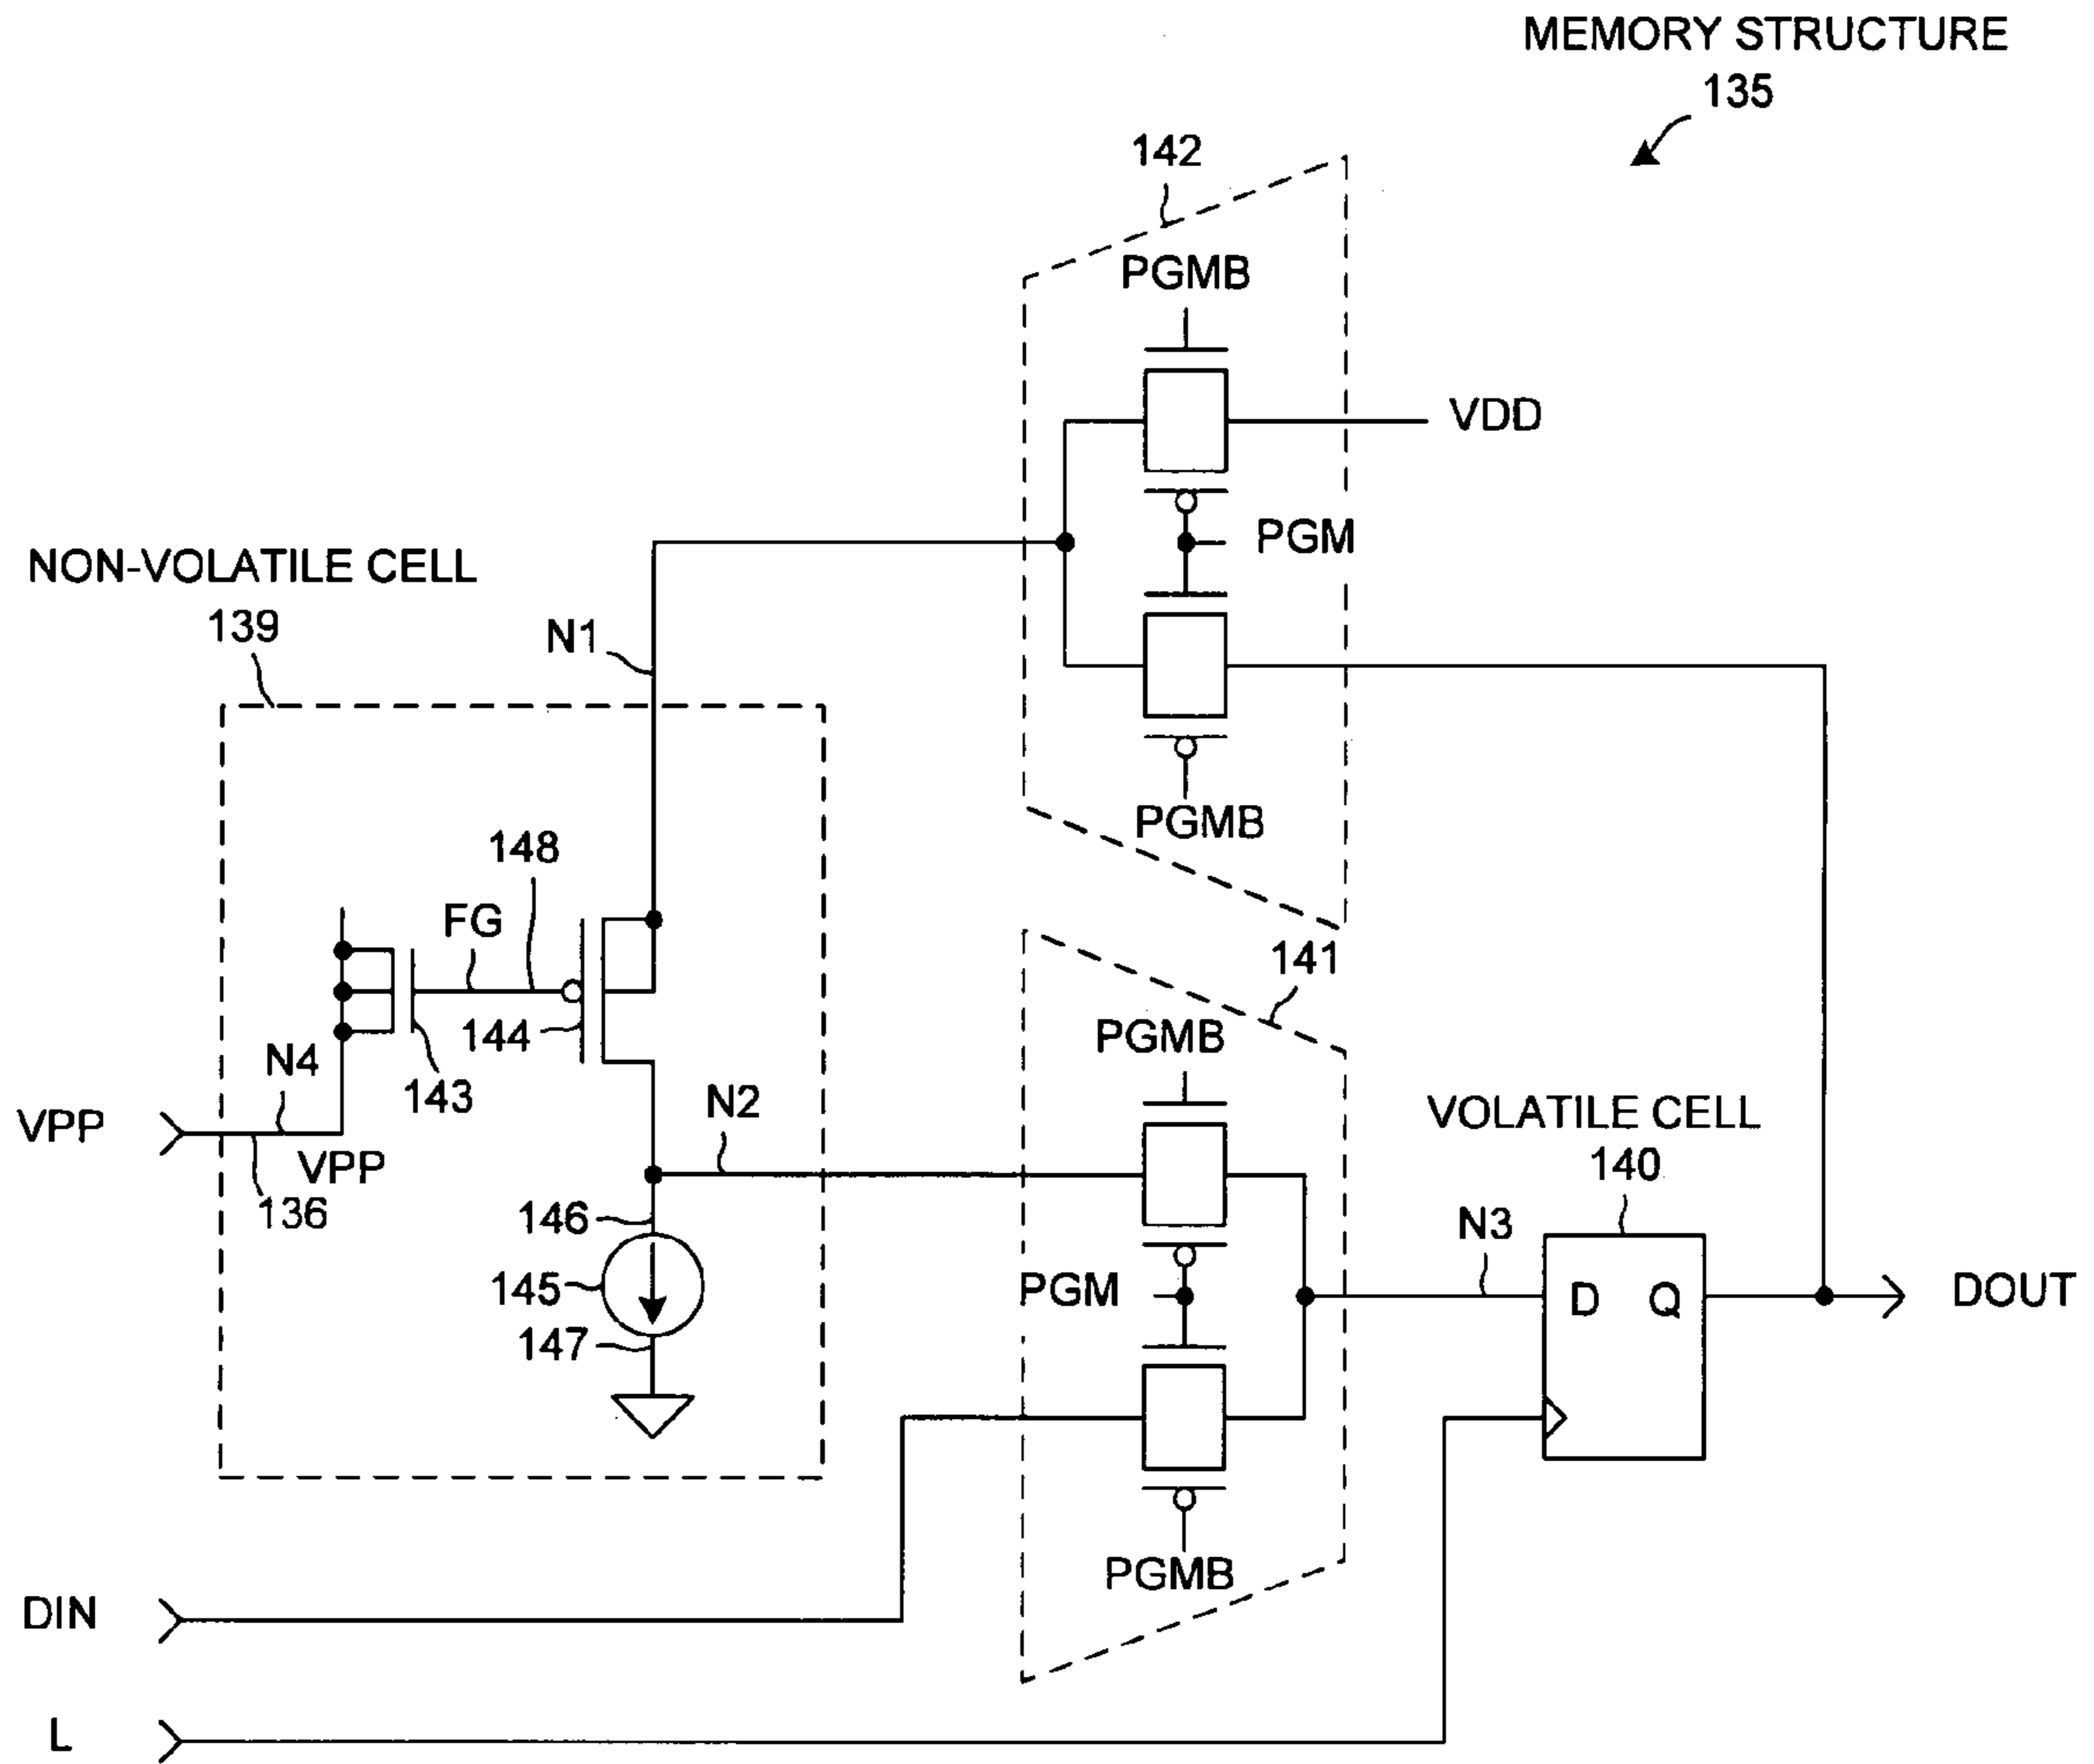 MEMORY STRUCTURE
135
142
PGMB
VDD
PGM
NON-VOLATILE CELL
139
N1
PGMB
148
FG
141
144
PGMB
N4
143
N2
VPP
VOLATILE CELL
140
VPP
136
146
N3
145
PGM
D Q
DOUT
147
PGMB
DIN
L